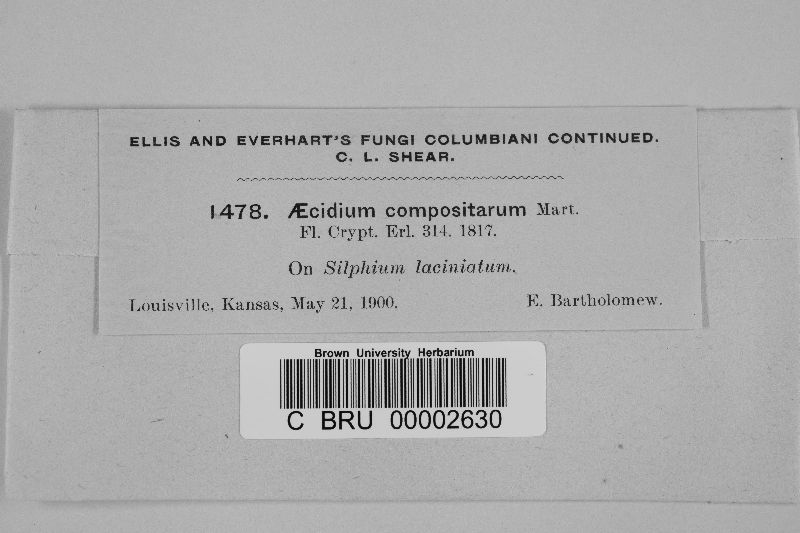 ELLIS AND EVERHART'S FUNGI COLUMBIANI CONTINUED.
C. L. SHEAR.
1478. Æcidium compositarum Mart.
Fl. Crypt. Erl. 314. 1817.
On Silphium laciniatum.
Louisville, Kansas, May 21, 1900. E. Bartholomew.
Brown University Herbarium
C BRU 00002630